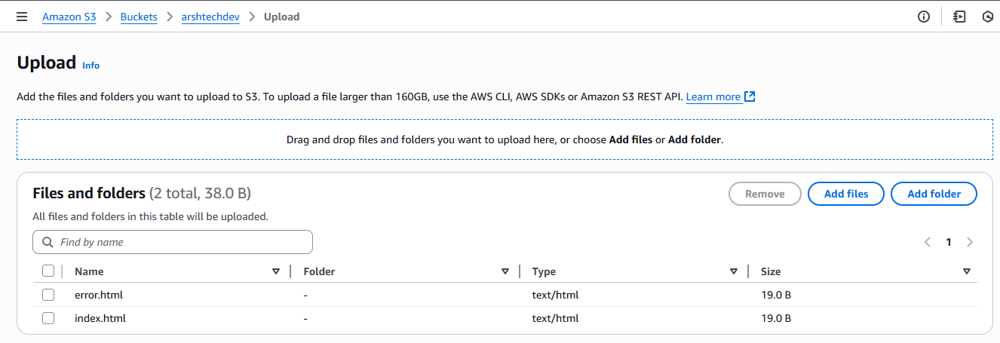 Amazon S3 > Buckets > arshtechdev > Upload
Upload Info
Add the files and folders you want to upload to S3. To upload a file larger than 160GB, use the AWS CLI, AWS SDKs or Amazon S3 REST API. Learn more
Drag and drop files and folders you want to upload here, or choose Add files or Add folder.
Files and folders (2 total, 38.0 B) Remove Add files Add folder
All files and folders in this table will be uploaded.
Find by name 1
Name Folder Type Size
error.html - text/html 19.0 B
index.html - text/html 19.0 B